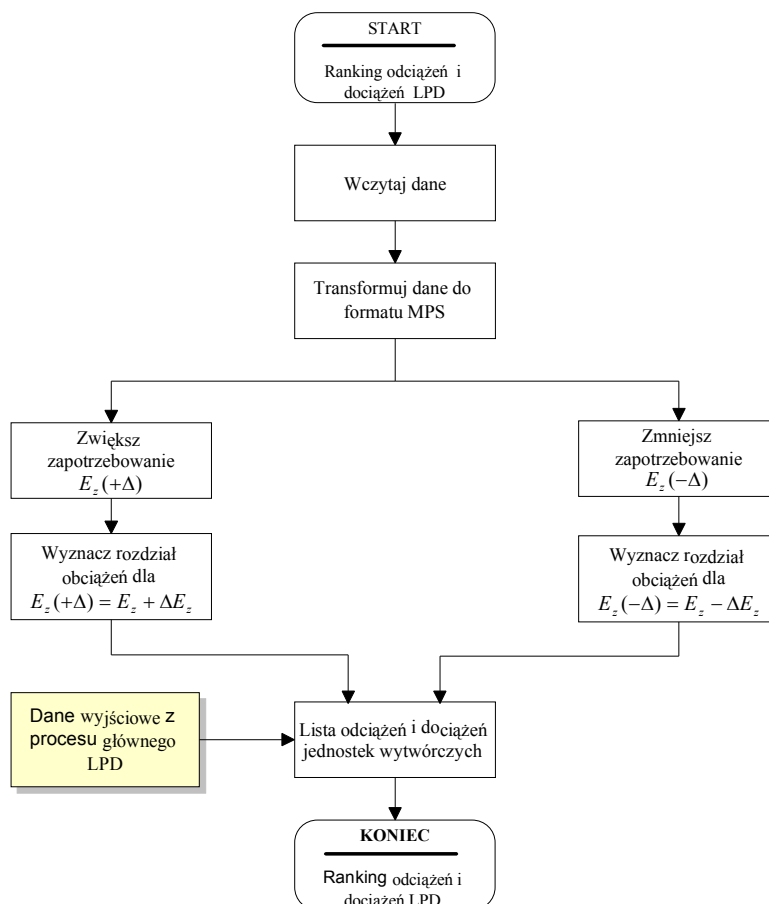 START
Ranking odciążeń i
dociążeń LPD
Wczytaj dane
Transformuj dane do
formatu MPS
Zwiększ
zapotrzebowanie
E_z(+Δ)
Zmniejsz
zapotrzebowanie
E_z(−Δ)
Wyznacz rozdział
obciążeń dla
E_z(+Δ) = E_z + ΔE_z
Wyznacz rozdział
obciążeń dla
E_z(−Δ) = E_z − ΔE_z
Dane wyjściowe z
procesu głównego
LPD
Lista odciążeń i dociążeń
jednostek wytwórczych
KONIEC
Ranking odciążeń i
dociążeń LPD